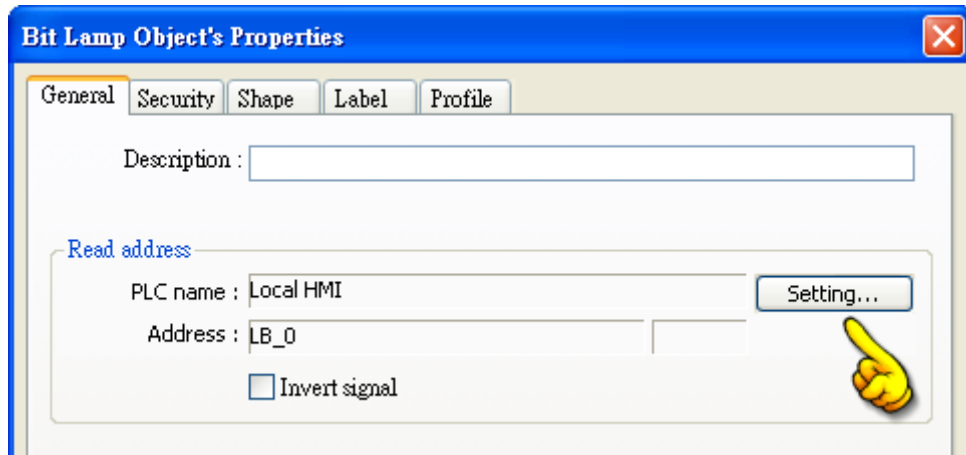 Bit Lamp Object's Properties
General Security Shape Label Profile
Description :
Read address
PLC name : Local HMI Setting...
Address : LB_0
Invert signal